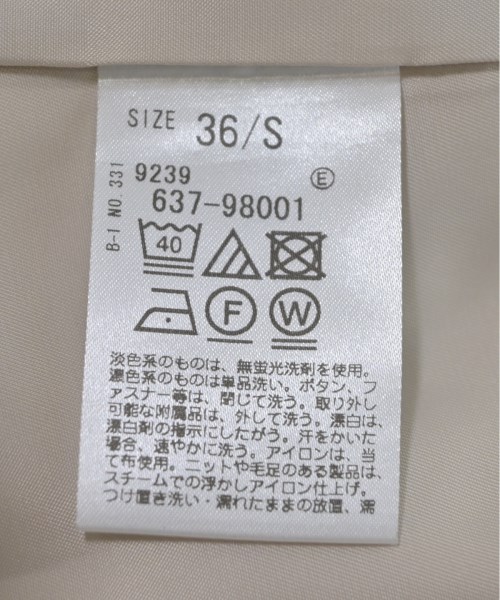 SIZE 36/S
B-1 NO.331
9239 E
637-98001
40
F W
淡色系のものは、無蛍光洗剤を使用。
濃色系のものは単品洗い。ボタン、フ
ァスナー等は、閉じて洗う。取り外し
可能な附属品は、外して洗う。漂白は、
漂白剤の指示にしたがう。汗をかいた
場合、速やかに洗う。アイロンは、当
て布使用。ニットや毛足のある製品は、
スチームでの浮かしアイロン仕上げ。
つけ置き洗い・濡れたままの放置、濡